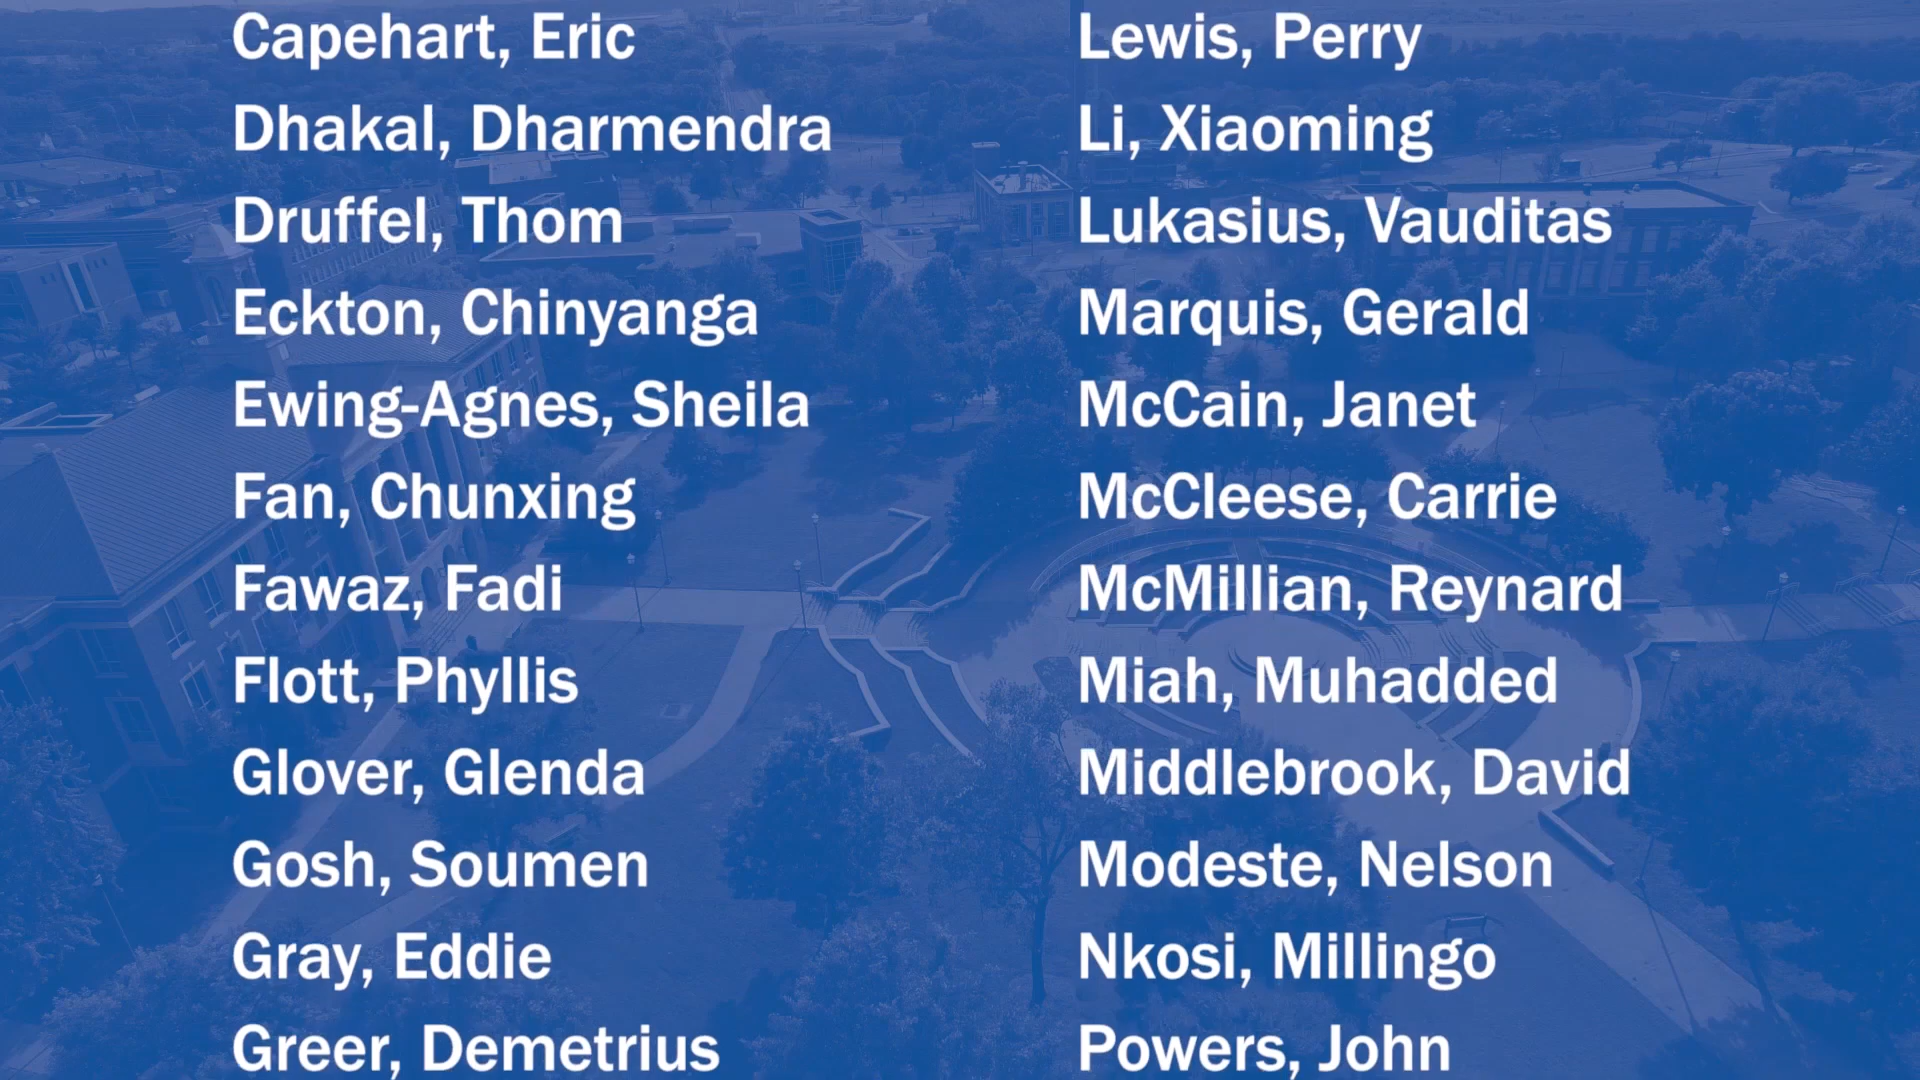 Capehart, Eric
Dhakal, Dharmendra
Druffel, Thom
Eckton, Chinyanga
Ewing-Agnes, Sheila
Fan, Chunxing
Fawaz, Fadi
Flott, Phyllis
Glover, Glenda
Gosh, Soumen
Gray, Eddie
Greer, Demetrius
Lewis, Perry
Li, Xiaoming
Lukasius, Vauditas
Marquis, Gerald
McCain, Janet
McCleese, Carrie
McMillian, Reynard
Miah, Muhadded
Middlebrook, David
Modeste, Nelson
Nkosi, Millingo
Powers, John